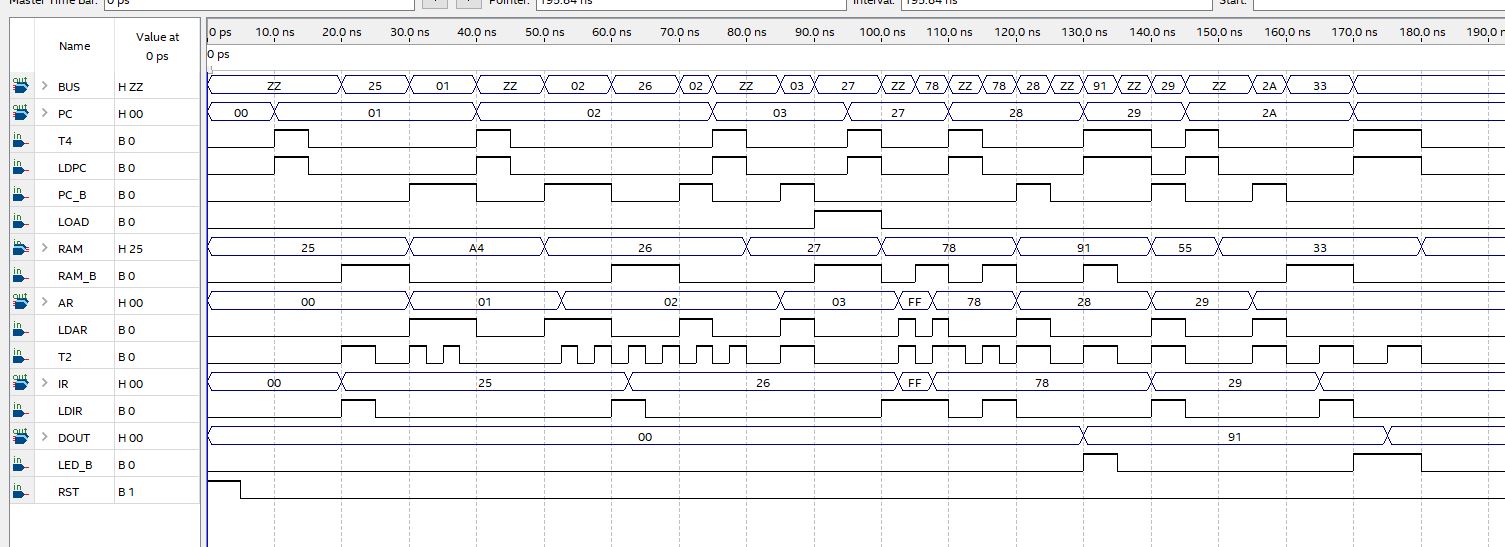 Master Time Bar: 0 ps Pointer: 195.84 ns Interval: 195.84 ns Start:
Name Value at 0 ps
0 ps 10.0 ns 20.0 ns 30.0 ns 40.0 ns 50.0 ns 60.0 ns 70.0 ns 80.0 ns 90.0 ns 100.0 ns 110.0 ns 120.0 ns 130.0 ns 140.0 ns 150.0 ns 160.0 ns 170.0 ns 180.0 ns 190.0 n
0 ps
out BUS H ZZ ZZ 25 01 ZZ 02 26 02 ZZ 03 27 ZZ 78 ZZ 78 28 ZZ 91 ZZ 29 ZZ 2A 33
out PC H 00 00 01 02 03 27 28 29 2A
in T4 B 0
in LDPC B 0
in PC_B B 0
in LOAD B 0
in RAM H 25 25 A4 26 27 78 91 55 33
in RAM_B B 0
out AR H 00 00 01 02 03 FF 78 28 29
in LDAR B 0
in T2 B 0
out IR H 00 00 25 26 FF 78 29
in LDIR B 0
out DOUT H 00 00 91
in LED_B B 0
in RST B 1